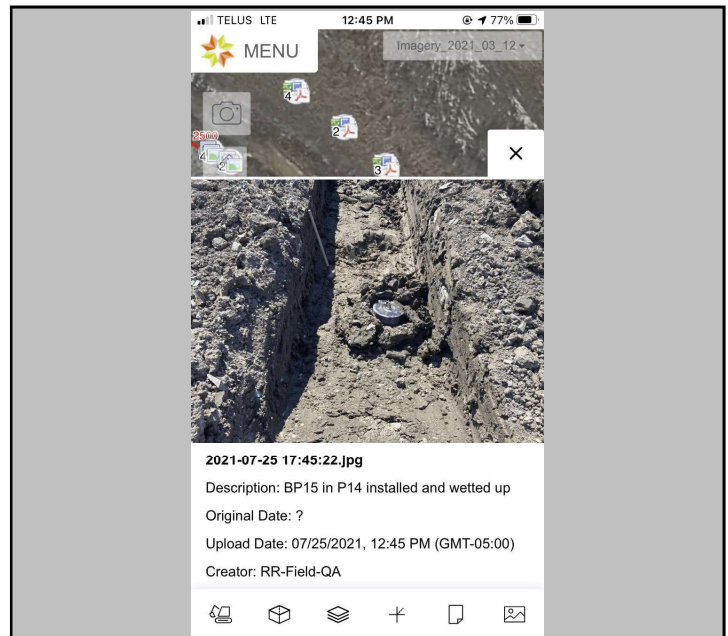 TELUS LTE 12:45 PM 77%
MENU
Imagery_2021_03_12
4
2
2500
4
2
3
2021-07-25 17:45:22.jpg
Description: BP15 in P14 installed and wetted up
Original Date: ?
Upload Date: 07/25/2021, 12:45 PM (GMT-05:00)
Creator: RR-Field-QA